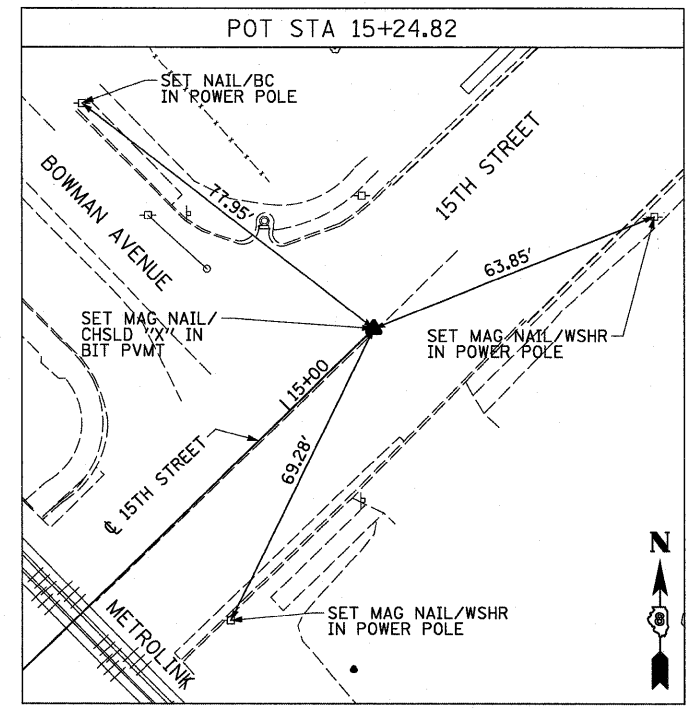 POT STA 15+24.82
SET NAIL/BC
IN POWER POLE
BOWMAN AVENUE
77.95'
15TH STREET
63.85'
SET MAG NAIL/
CHSLD "X" IN
BIT PVMT
SET MAG NAIL/WSHR
IN POWER POLE
15+00
69.28'
℄ 15TH STREET
N
8
METROLINK
SET MAG NAIL/WSHR
IN POWER POLE